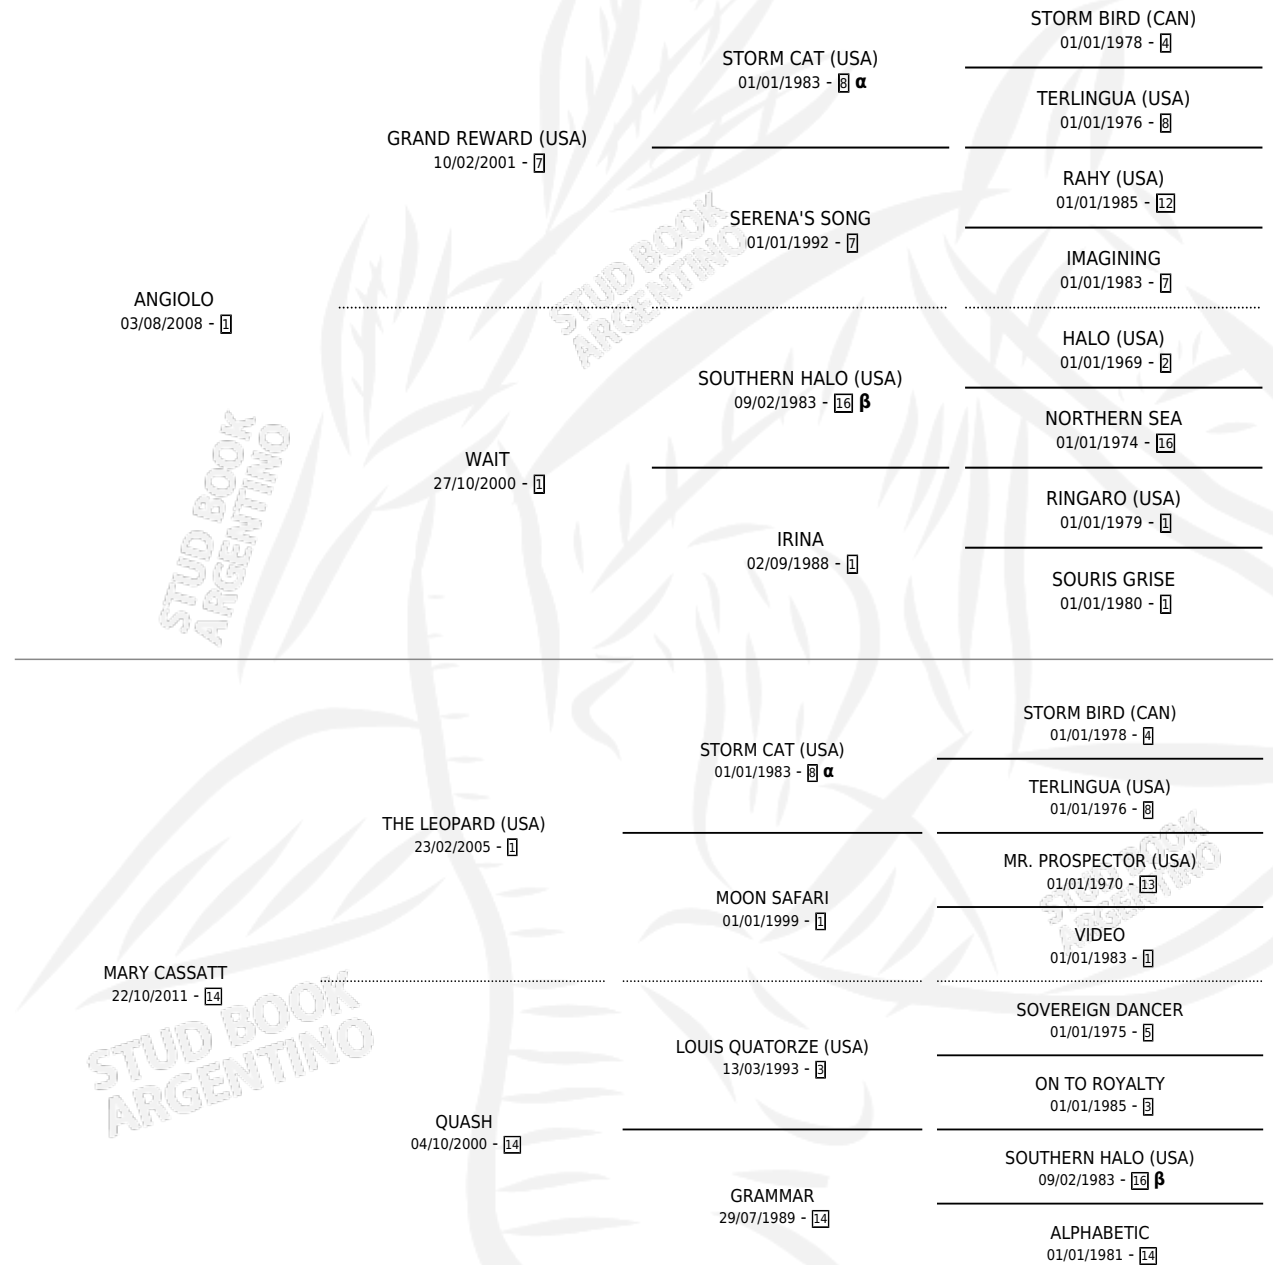 STORM BIRD (CAN)
01/01/1978 - 4
STORM CAT (USA)
01/01/1983 - 8 α
TERLINGUA (USA)
01/01/1976 - 8
GRAND REWARD (USA)
10/02/2001 - 7
RAHY (USA)
01/01/1985 - 12
SERENA'S SONG
01/01/1992 - 7
IMAGINING
01/01/1983 - 7
ANGIOLO
03/08/2008 - 1
HALO (USA)
01/01/1969 - 2
SOUTHERN HALO (USA)
09/02/1983 - 16 β
NORTHERN SEA
01/01/1974 - 16
WAIT
27/10/2000 - 1
RINGARO (USA)
01/01/1979 - 1
IRINA
02/09/1988 - 1
SOURIS GRISE
01/01/1980 - 1
STORM BIRD (CAN)
01/01/1978 - 4
STORM CAT (USA)
01/01/1983 - 8 α
TERLINGUA (USA)
01/01/1976 - 8
THE LEOPARD (USA)
23/02/2005 - 1
MR. PROSPECTOR (USA)
01/01/1970 - 13
MOON SAFARI
01/01/1999 - 1
VIDEO
01/01/1983 - 1
MARY CASSATT
22/10/2011 - 14
SOVEREIGN DANCER
01/01/1975 - 5
LOUIS QUATORZE (USA)
13/03/1993 - 3
ON TO ROYALTY
01/01/1985 - 3
QUASH
04/10/2000 - 14
SOUTHERN HALO (USA)
09/02/1983 - 16 β
GRAMMAR
29/07/1989 - 14
ALPHABETIC
01/01/1981 - 14
STUD BOOK
ARGENTINO
STUD BOOK
ARGENTINO
STUD BOOK
ARGENTINO
STUD BOOK
ARGENTINO